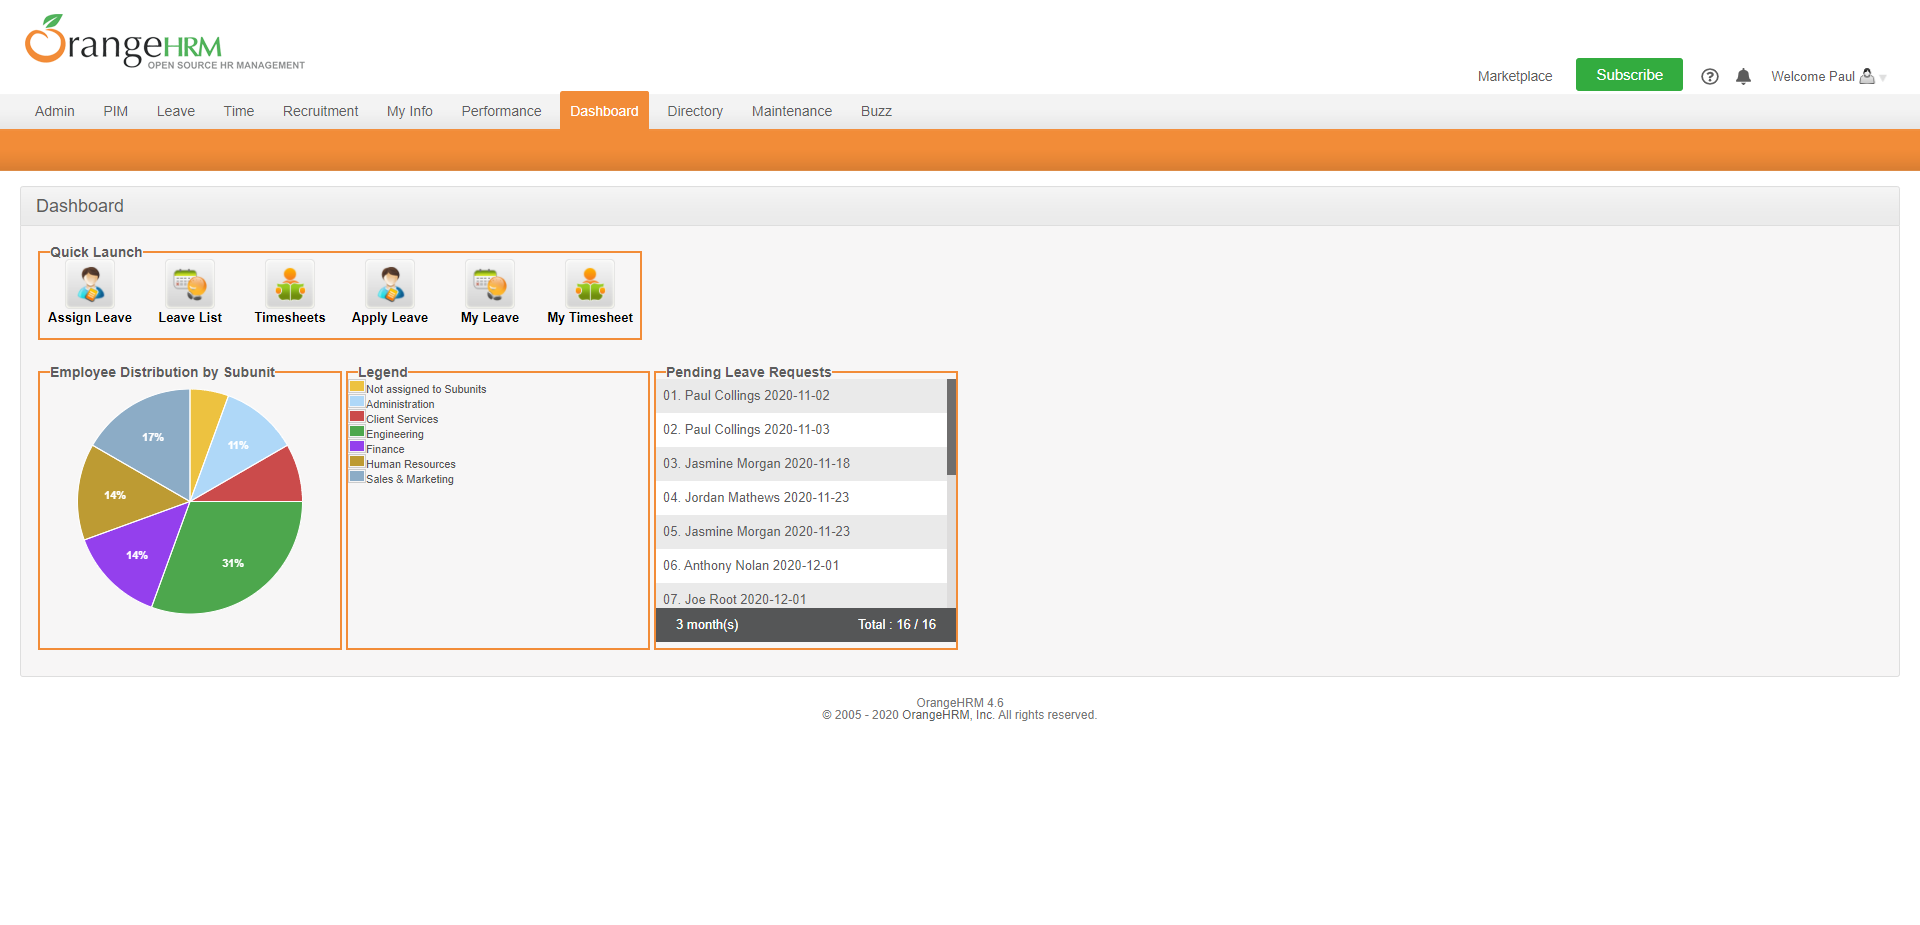 OrangeHRM
OPEN SOURCE HR MANAGEMENT
Marketplace Subscribe Welcome Paul
Admin PIM Leave Time Recruitment My Info Performance Dashboard Directory Maintenance Buzz
Dashboard
Quick Launch
Assign Leave Leave List Timesheets Apply Leave My Leave My Timesheet
Employee Distribution by Subunit
17%
11%
14%
14%
31%
Legend
Not assigned to Subunits
Administration
Client Services
Engineering
Finance
Human Resources
Sales & Marketing
Pending Leave Requests
01. Paul Collings 2020-11-02
02. Paul Collings 2020-11-03
03. Jasmine Morgan 2020-11-18
04. Jordan Mathews 2020-11-23
05. Jasmine Morgan 2020-11-23
06. Anthony Nolan 2020-12-01
07. Joe Root 2020-12-01
3 month(s) Total : 16 / 16
OrangeHRM 4.6
© 2005 - 2020 OrangeHRM, Inc. All rights reserved.